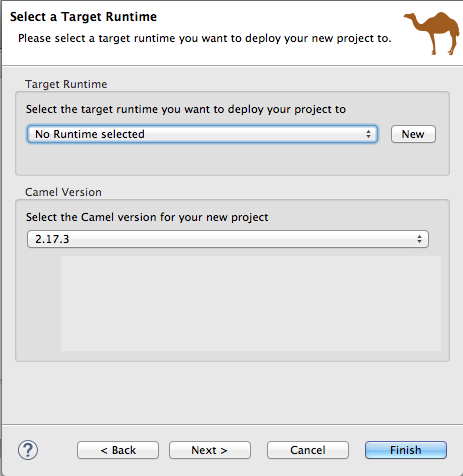 Select a Target Runtime
Please select a target runtime you want to deploy your new project to.
Target Runtime
Select the target runtime you want to deploy your project to
No Runtime selected
New
Camel Version
Select the Camel version for your new project
2.17.3
?
< Back
Next >
Cancel
Finish